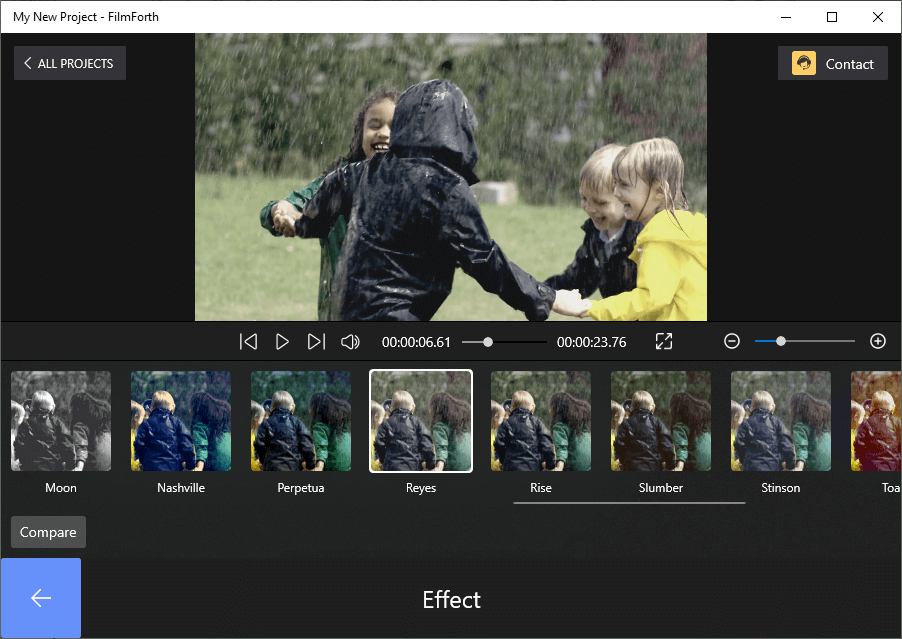 My New Project - FilmForth
ALL PROJECTS
Contact
00:00:06.61
00:00:23.76
Moon
Nashville
Perpetua
Reyes
Rise
Slumber
Stinson
Toa
Compare
Effect